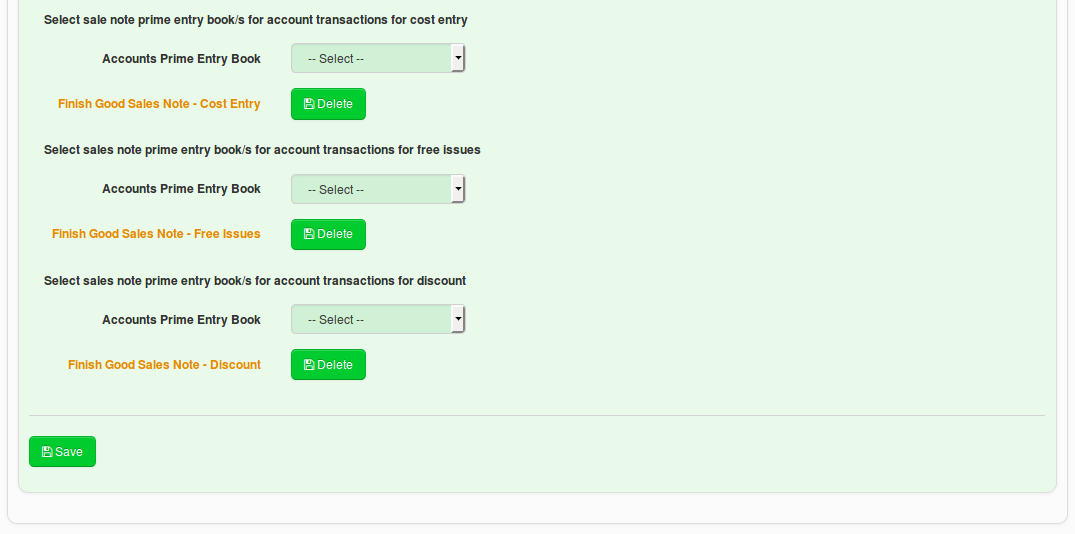 Select sale note prime entry book/s for account transactions for cost entry
Accounts Prime Entry Book -- Select --
Finish Good Sales Note - Cost Entry Delete
Select sales note prime entry book/s for account transactions for free issues
Accounts Prime Entry Book -- Select --
Finish Good Sales Note - Free Issues Delete
Select sales note prime entry book/s for account transactions for discount
Accounts Prime Entry Book -- Select --
Finish Good Sales Note - Discount Delete
Save